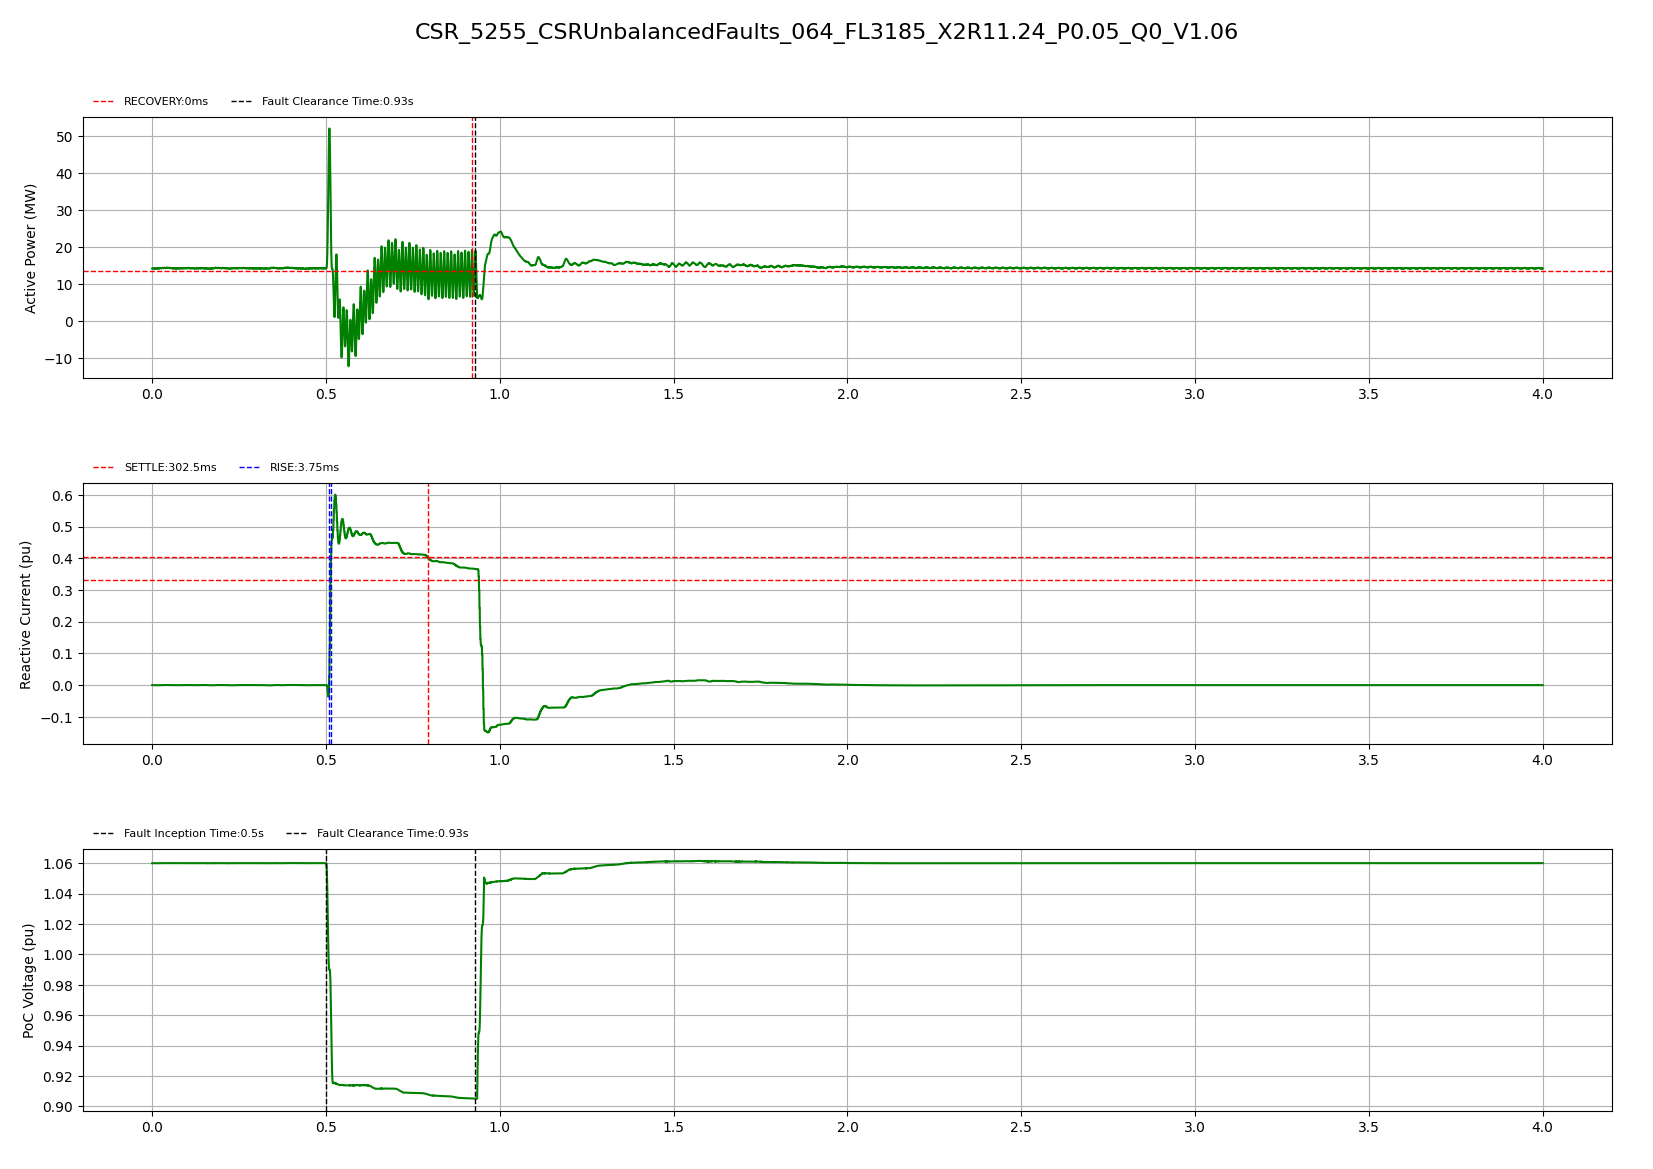 CSR_5255_CSRUnbalancedFaults_064_FL3185_X2R11.24_P0.05_Q0_V1.06
RECOVERY:0ms Fault Clearance Time:0.93s
Active Power (MW)
50
40
30
20
10
0
−10
0.0 0.5 1.0 1.5 2.0 2.5 3.0 3.5 4.0
SETTLE:302.5ms RISE:3.75ms
Reactive Current (pu)
0.6
0.5
0.4
0.3
0.2
0.1
0.0
−0.1
0.0 0.5 1.0 1.5 2.0 2.5 3.0 3.5 4.0
Fault Inception Time:0.5s Fault Clearance Time:0.93s
PoC Voltage (pu)
1.06
1.04
1.02
1.00
0.98
0.96
0.94
0.92
0.90
0.0 0.5 1.0 1.5 2.0 2.5 3.0 3.5 4.0